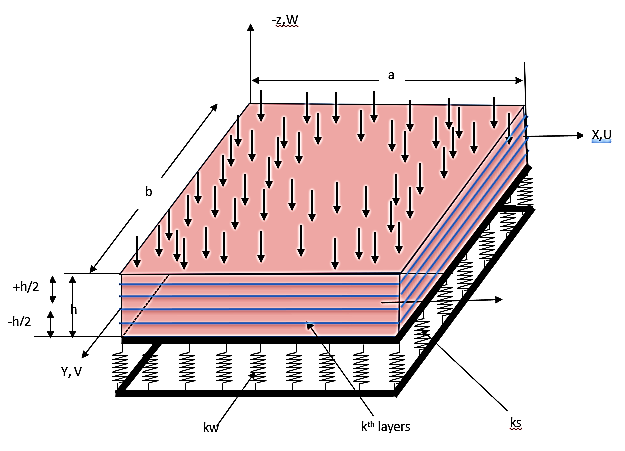 -z,W
a
X,U
b
+h/2
h
-h/2
Y, V
kw
kth layers
ks